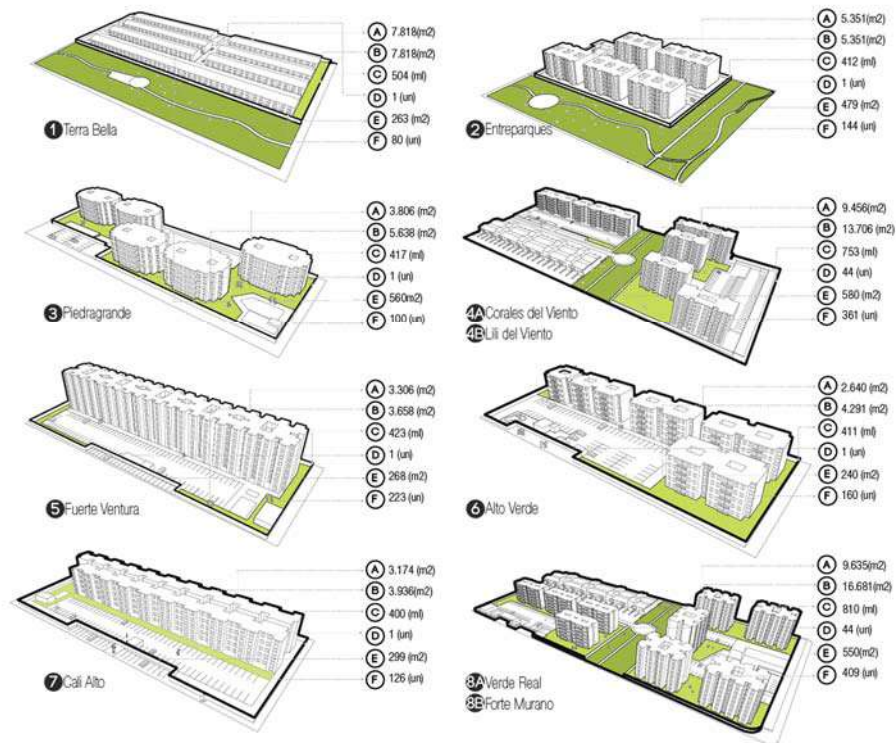 A 7.818(m2)
B 7.818(m2)
C 504 (ml)
D 1 (un)
E 263 (m2)
F 80 (un)
1 Terra Bella
A 5.351(m2)
B 5.351(m2)
C 412 (ml)
D 1 (un)
E 479 (m2)
F 144 (un)
2 Entreparques
A 3.806 (m2)
B 5.638 (m2)
C 417 (ml)
D 1 (un)
E 560m2)
F 100 (un)
3 Piedragrande
A 9.456(m2)
B 13.706 (m2)
C 753 (ml)
D 44 (un)
E 580 (m2)
F 361 (un)
4A Corales del Viento
4B Lili del Viento
A 3.306 (m2)
B 3.658 (m2)
C 423 (ml)
D 1 (un)
E 268 (m2)
F 223 (un)
5 Fuerte Ventura
A 2.640 (m2)
B 4.291 (m2)
C 411 (ml)
D 1 (un)
E 240 (m2)
F 160 (un)
6 Alto Verde
A 3.174 (m2)
B 3.936(m2)
C 400 (ml)
D 1 (un)
E 299 (m2)
F 126 (un)
7 Cali Alto
A 9.635(m2)
B 16.681(m2)
C 810 (ml)
D 44 (un)
E 550(m2)
F 409 (un)
8A Verde Real
8B Forte Murano